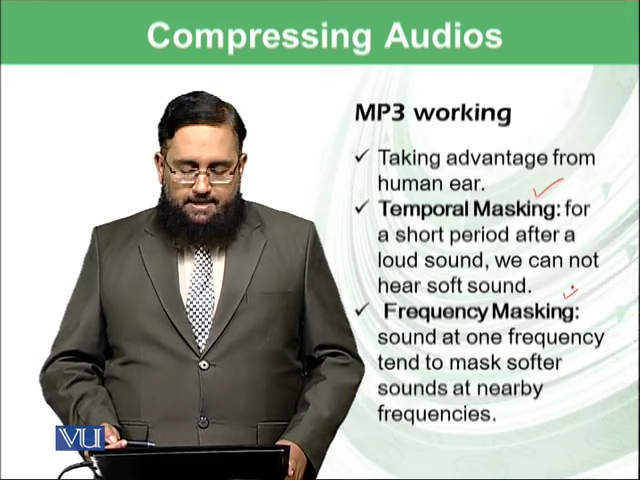 Compressing Audios
MP3 working
✓ Taking advantage from
human ear.
✓ Temporal Masking: for
a short period after a
loud sound, we can not
hear soft sound.
✓ Frequency Masking:
sound at one frequency
tend to mask softer
sounds at nearby
frequencies.
VU